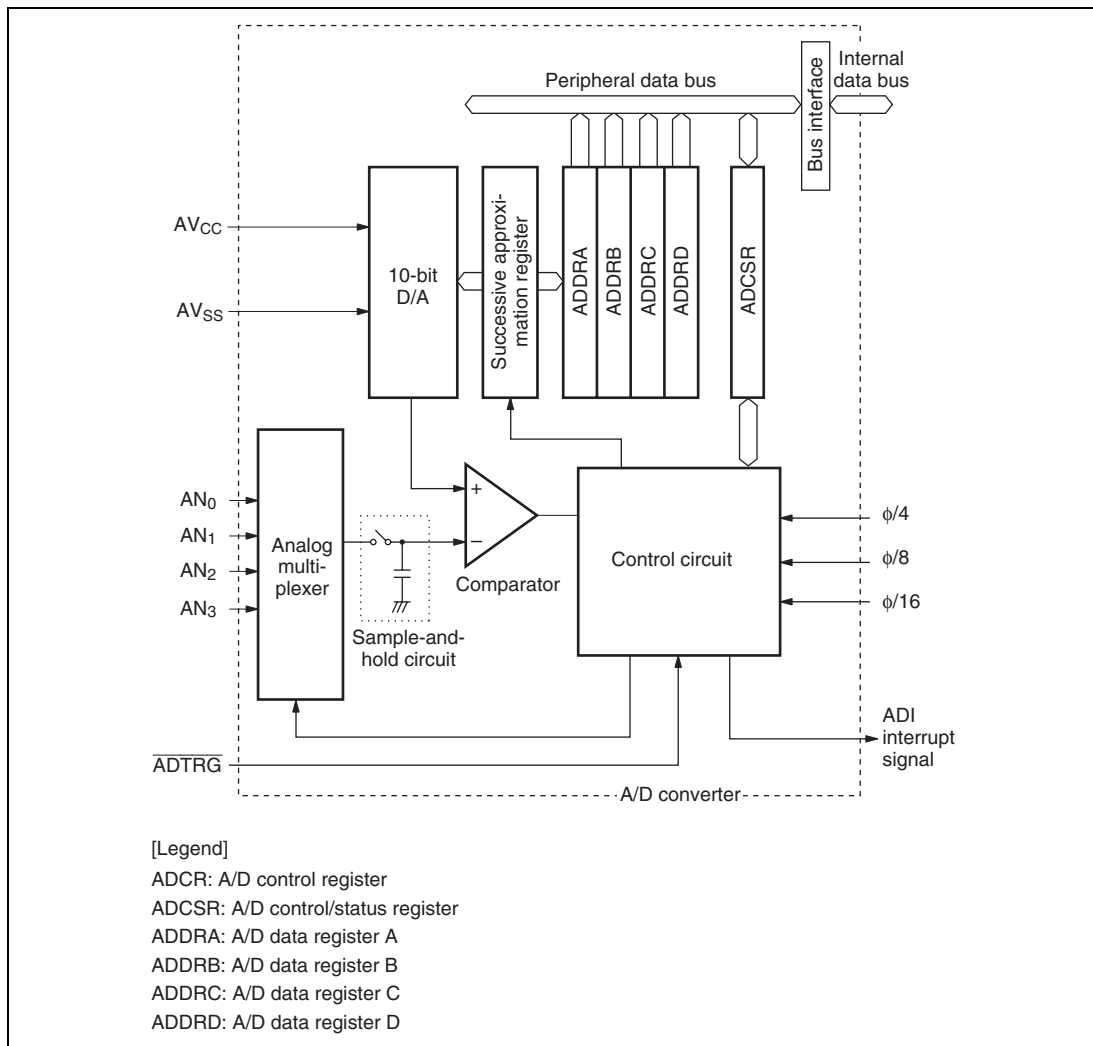 Peripheral data bus
Internal
data bus
Bus interface
AVCC
AVSS
10-bit
D/A
Successive approxi-
mation register
ADDRA
ADDRB
ADDRC
ADDRD
ADCSR
AN0
AN1
AN2
AN3
Analog
multi-
plexer
+
−
Comparator
Sample-and-
hold circuit
Control circuit
ϕ/4
ϕ/8
ϕ/16
ADI
interrupt
signal
ADTRG
A/D converter
[Legend]
ADCR: A/D control register
ADCSR: A/D control/status register
ADDRA: A/D data register A
ADDRB: A/D data register B
ADDRC: A/D data register C
ADDRD: A/D data register D